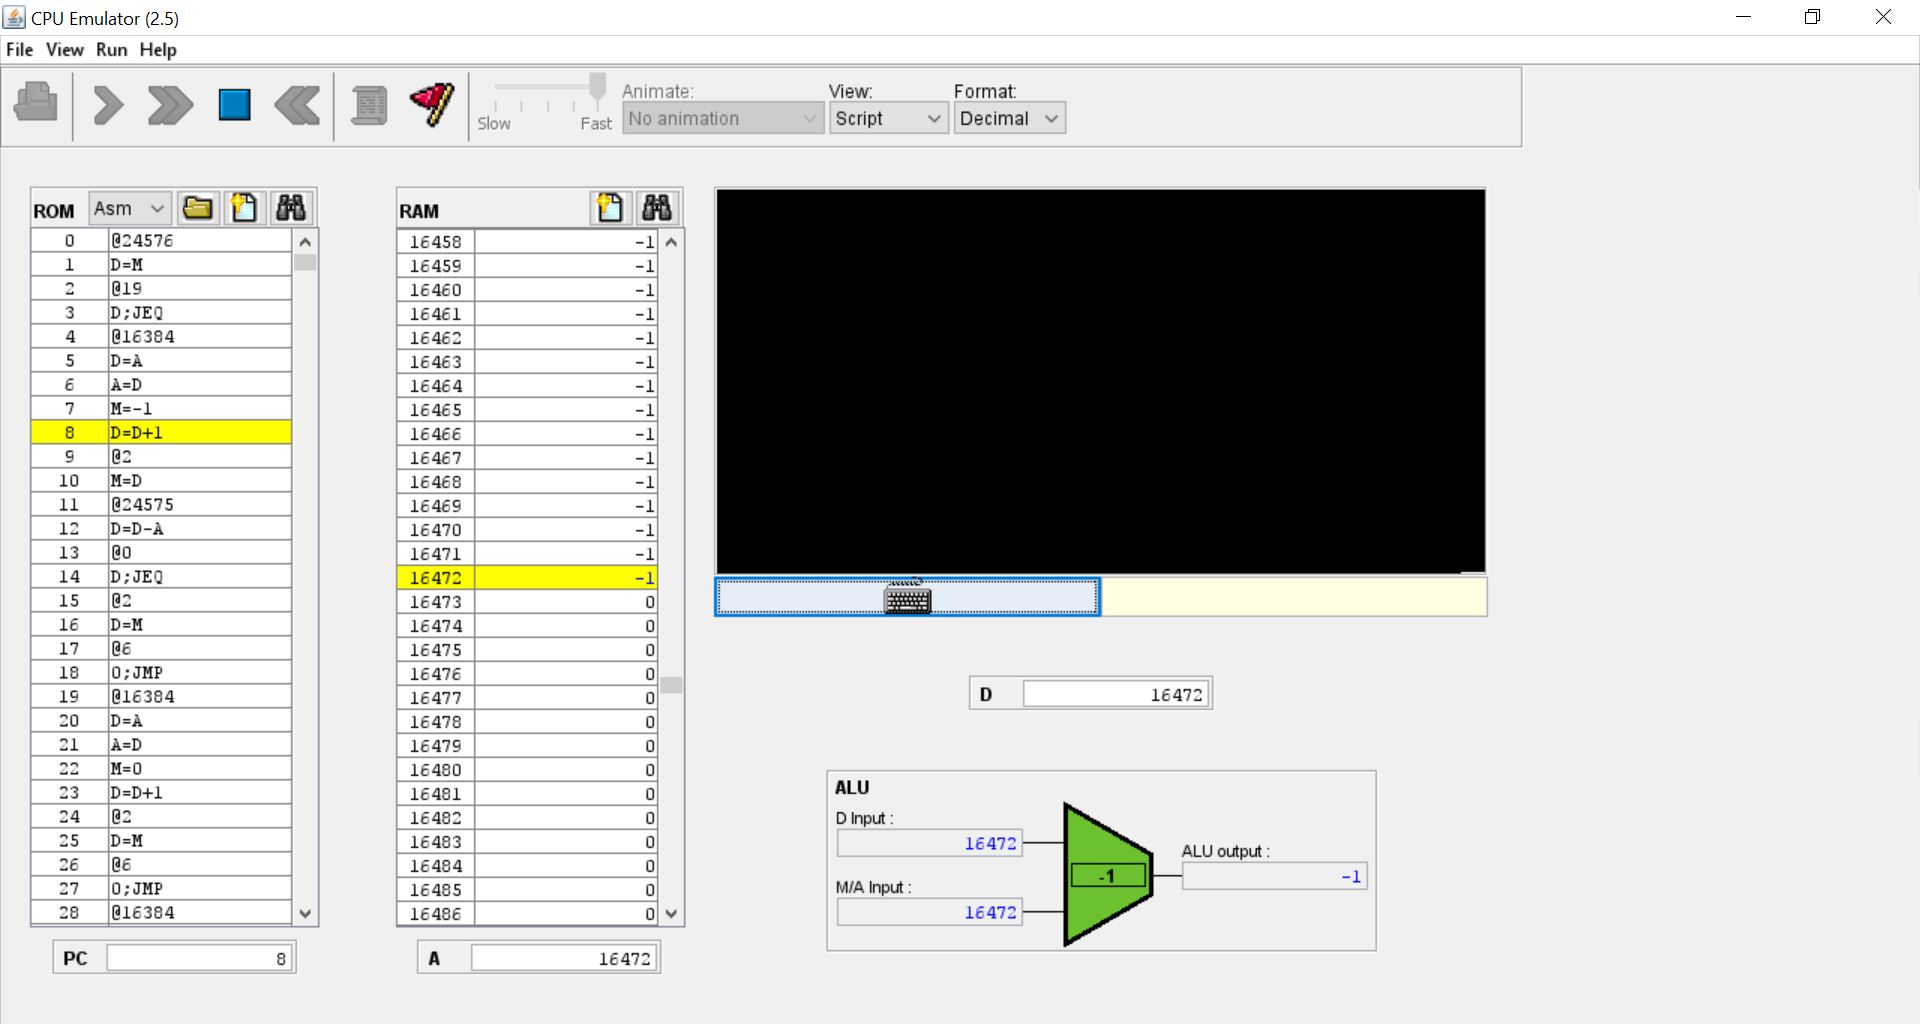 CPU Emulator (2.5)
File View Run Help
Slow Fast
Animate:
No animation
View:
Script
Format:
Decimal
ROM Asm
0 @24576
1 D=M
2 @19
3 D;JEQ
4 @16384
5 D=A
6 A=D
7 M=-1
8 D=D+1
9 @2
10 M=D
11 @24575
12 D=D-A
13 @0
14 D;JEQ
15 @2
16 D=M
17 @6
18 0;JMP
19 @16384
20 D=A
21 A=D
22 M=0
23 D=D+1
24 @2
25 D=M
26 @6
27 0;JMP
28 @16384
PC 8
RAM
16458 -1
16459 -1
16460 -1
16461 -1
16462 -1
16463 -1
16464 -1
16465 -1
16466 -1
16467 -1
16468 -1
16469 -1
16470 -1
16471 -1
16472 -1
16473 0
16474 0
16475 0
16476 0
16477 0
16478 0
16479 0
16480 0
16481 0
16482 0
16483 0
16484 0
16485 0
16486 0
A 16472
D 16472
ALU
D Input :
16472
M/A Input :
16472
-1
ALU output :
-1